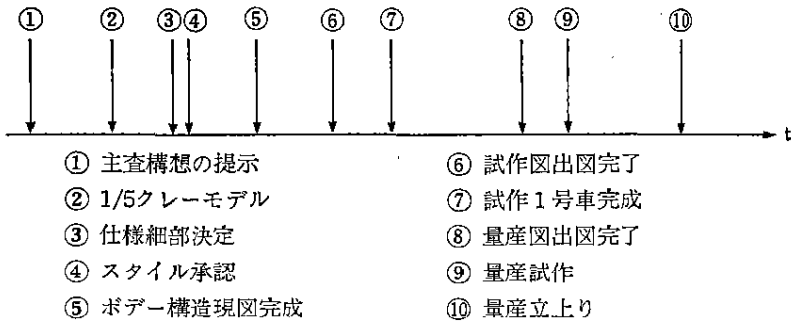 ① ② ③ ④ ⑤ ⑥ ⑦ ⑧ ⑨ ⑩
t
① 主査構想の提示
② 1/5クレーモデル
③ 仕様細部決定
④ スタイル承認
⑤ ボデー構造現図完成
⑥ 試作図出図完了
⑦ 試作1号車完成
⑧ 量産図出図完了
⑨ 量産試作
⑩ 量産立上り